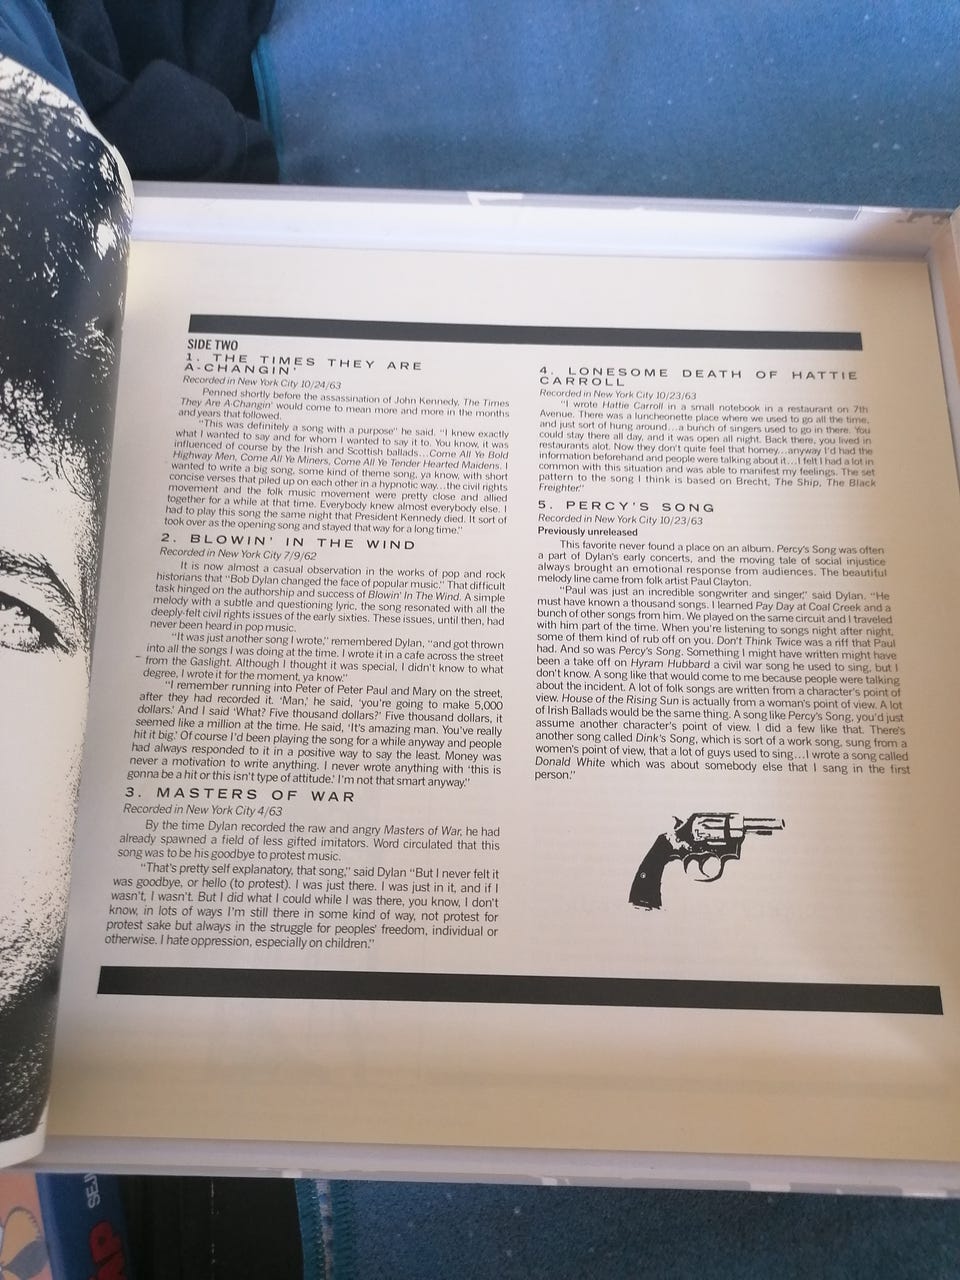 SIDE TWO
1. THE TIMES THEY ARE
A-CHANGIN'
Recorded in New York City 10/24/63
Penned shortly before the assassination of John Kennedy, The Times
They Are A-Changin' would come to mean more and more in the months
and years that followed.
"This was definitely a song with a purpose" he said. "I knew exactly
what I wanted to say and for whom I wanted to say it to. You know, it was
influenced of course by the Irish and Scottish ballads...Come All Ye Bold
Highway Men, Come All Ye Miners, Come All Ye Tender Hearted Maidens. I
wanted to write a big song, some kind of theme song, ya know, with short
concise verses that piled up on each other in a hypnotic way...the civil rights
movement and the folk music movement were pretty close and allied
together for a while at that time. Everybody knew almost everybody else. I
had to play this song the same night that President Kennedy died. It sort of
took over as the opening song and stayed that way for a long time."
2. BLOWIN' IN THE WIND
Recorded in New York City 7/9/62
It is now almost a casual observation in the works of pop and rock
historians that "Bob Dylan changed the face of popular music." That difficult
task hinged on the authorship and success of Blowin' In The Wind. A simple
melody with a subtle and questioning lyric, the song resonated with all the
deeply-felt civil rights issues of the early sixties. These issues, until then, had
never been heard in pop music.
"It was just another song I wrote," remembered Dylan, "and got thrown
into all the songs I was doing at the time. I wrote it in a cafe across the street
from the Gaslight. Although I thought it was special, I didn't know to what
degree, I wrote it for the moment, ya know."
"I remember running into Peter of Peter Paul and Mary on the street,
after they had recorded it. 'Man,' he said, 'you're going to make 5,000
dollars.' And I said 'What? Five thousand dollars?' Five thousand dollars, it
seemed like a million at the time. He said, 'It's amazing man. You've really
hit it big.' Of course I'd been playing the song for a while anyway and people
had always responded to it in a positive way to say the least. Money was
never a motivation to write anything. I never wrote anything with 'this is
gonna be a hit or this isn't type of attitude.' I'm not that smart anyway."
3. MASTERS OF WAR
Recorded in New York City 4/63
By the time Dylan recorded the raw and angry Masters of War, he had
already spawned a field of less gifted imitators. Word circulated that this
song was to be his goodbye to protest music.
"That's pretty self explanatory, that song," said Dylan "But I never felt it
was goodbye, or hello (to protest). I was just there. I was just in it, and if I
wasn't, I wasn't. But I did what I could while I was there, you know, I don't
know, in lots of ways I'm still there in some kind of way, not protest for
protest sake but always in the struggle for peoples' freedom, individual or
otherwise. I hate oppression, especially on children."
4. LONESOME DEATH OF HATTIE
CARROLL
Recorded in New York City 10/23/63
"I wrote Hattie Carroll in a small notebook in a restaurant on 7th
Avenue. There was a luncheonette place where we used to go all the time,
and just sort of hung around...a bunch of singers used to go in there. You
could stay there all day, and it was open all night. Back there, you lived in
restaurants alot. Now they don't quite feel that homey...anyway I'd had the
information beforehand and people were talking about it...I felt I had a lot in
common with this situation and was able to manifest my feelings. The set
pattern to the song I think is based on Brecht, The Ship, The Black
Freighter."
5. PERCY'S SONG
Recorded in New York City 10/23/63
Previously unreleased
This favorite never found a place on an album. Percy's Song was often
a part of Dylan's early concerts, and the moving tale of social injustice
always brought an emotional response from audiences. The beautiful
melody line came from folk artist Paul Clayton.
"Paul was just an incredible songwriter and singer," said Dylan. "He
must have known a thousand songs. I learned Pay Day at Coal Creek and a
bunch of other songs from him. We played on the same circuit and I traveled
with him part of the time. When you're listening to songs night after night,
some of them kind of rub off on you. Don't Think Twice was a riff that Paul
had. And so was Percy's Song. Something I might have written might have
been a take off on Hyram Hubbard a civil war song he used to sing, but I
don't know. A song like that would come to me because people were talking
about the incident. A lot of folk songs are written from a character's point of
view. House of the Rising Sun is actually from a woman's point of view. A lot
of Irish Ballads would be the same thing. A song like Percy's Song, you'd just
assume another character's point of view. I did a few like that. There's
another song called Dink's Song, which is sort of a work song, sung from a
women's point of view, that a lot of guys used to sing...I wrote a song called
Donald White which was about somebody else that I sang in the first
person."